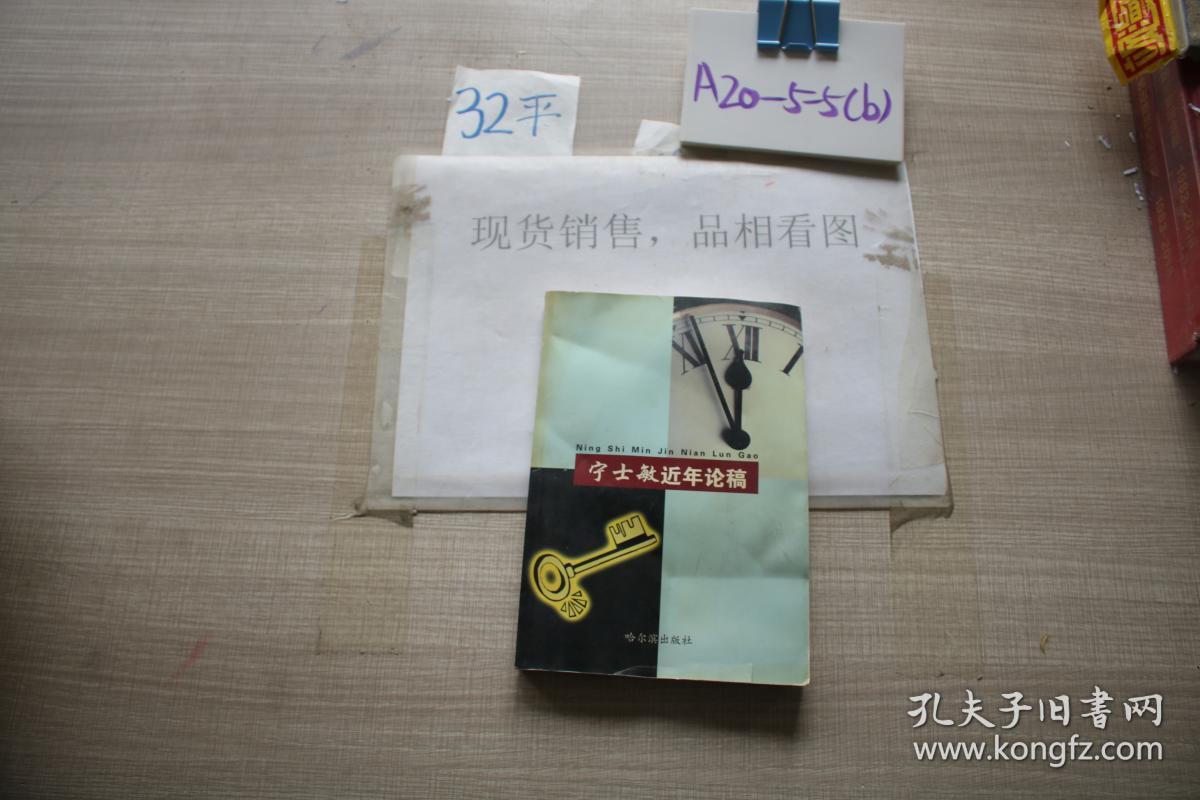 A20-5-5(b)
32平
现货销售，品相看图
XII
Ning Shi Min Jin Nian Lun Gao
宁士敏近年论稿
哈尔滨出版社
孔夫子旧书网
www.kongfz.com